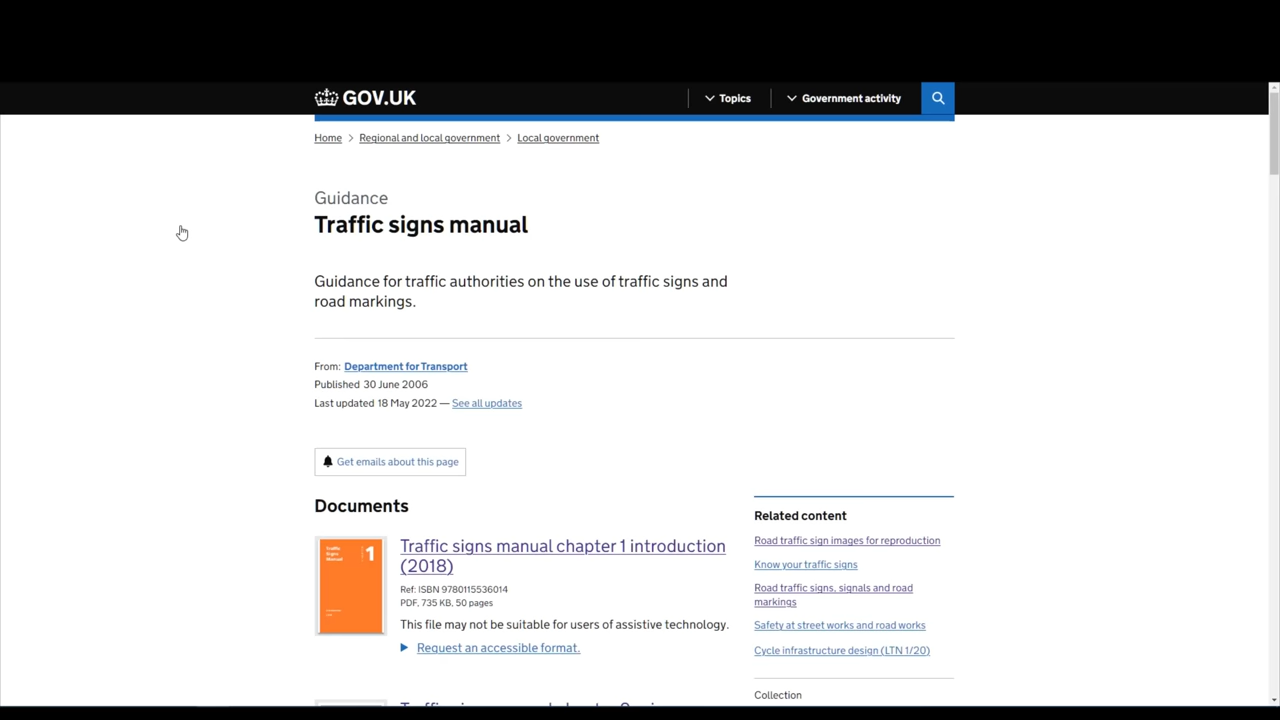 GOV.UK
Topics
Government activity
Home > Regional and local government > Local government
Guidance
Traffic signs manual
Guidance for traffic authorities on the use of traffic signs and
road markings.
From: Department for Transport
Published 30 June 2006
Last updated 18 May 2022 — See all updates
Get emails about this page
Documents
Traffic
Signs
Manual
1
Traffic signs manual chapter 1 introduction
(2018)
Ref: ISBN 9780115536014
PDF, 735 KB, 50 pages
This file may not be suitable for users of assistive technology.
Request an accessible format.
Related content
Road traffic sign images for reproduction
Know your traffic signs
Road traffic signs, signals and road
markings
Safety at street works and road works
Cycle infrastructure design (LTN 1/20)
Collection